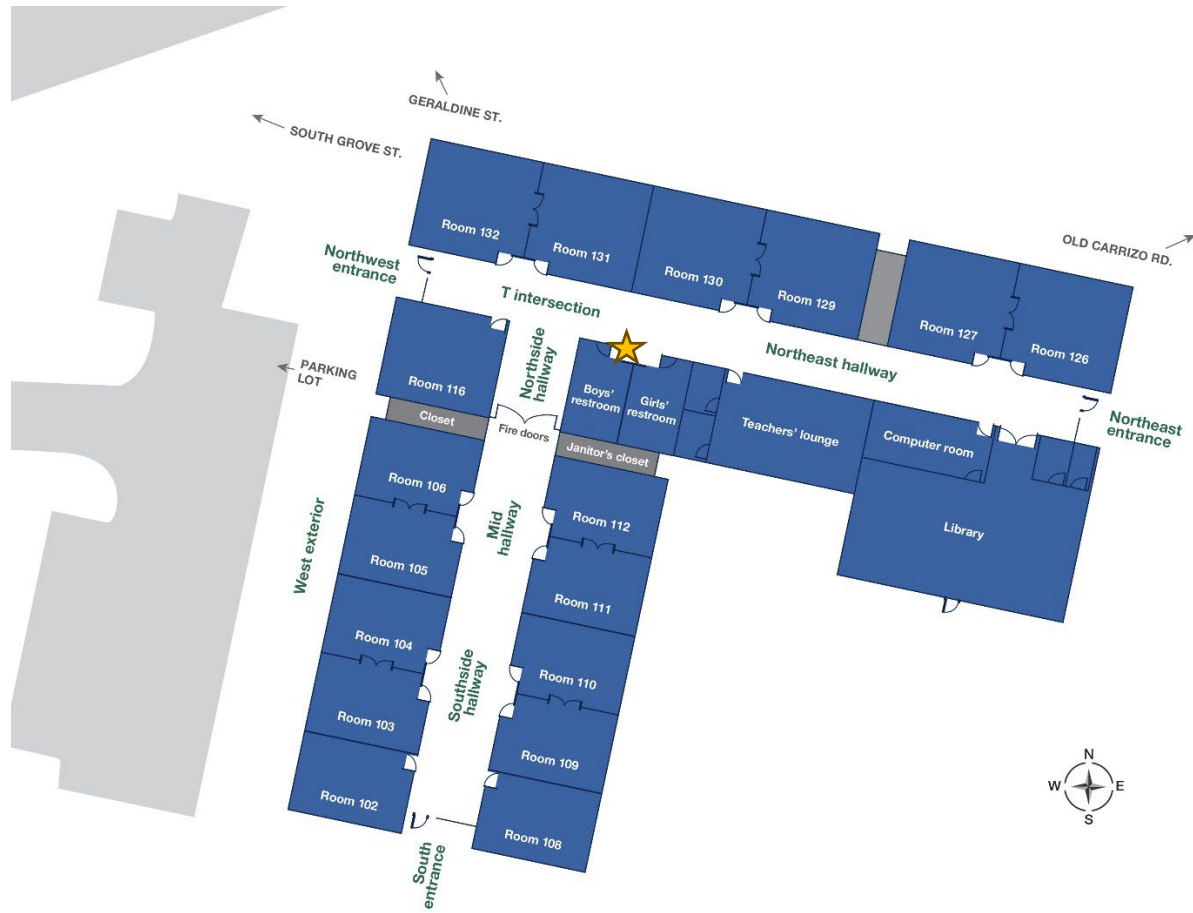 GERALDINE ST.
SOUTH GROVE ST.
OLD CARRIZO RD.
Room 132
Room 131
Room 130
Room 129
Room 127
Room 126
Northwest
entrance
T intersection
Northside
hallway
Northeast hallway
PARKING
LOT
Room 116
Closet
Fire doors
Boys'
restroom
Girls'
restroom
Janitor's closet
Teachers' lounge
Computer room
Northeast
entrance
Library
Room 106
Room 112
Mid
hallway
West exterior
Room 105
Room 111
Room 104
Room 110
Southside
hallway
Room 103
Room 109
Room 102
Room 108
South
entrance
N
W
E
S